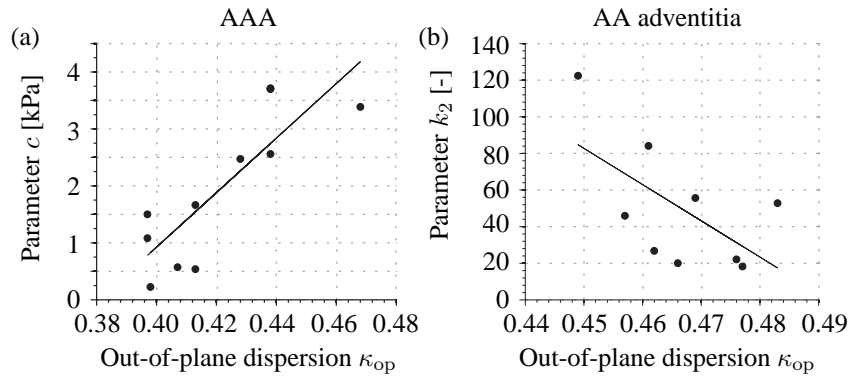 AAA
(a)
Parameter c [kPa]
4
3
2
1
0
0.38 0.40 0.42 0.44 0.46 0.48
Out-of-plane dispersion κop
AA adventitia
(b)
Parameter k2 [-]
140
120
100
80
60
40
20
0
0.44 0.45 0.46 0.47 0.48 0.49
Out-of-plane dispersion κop